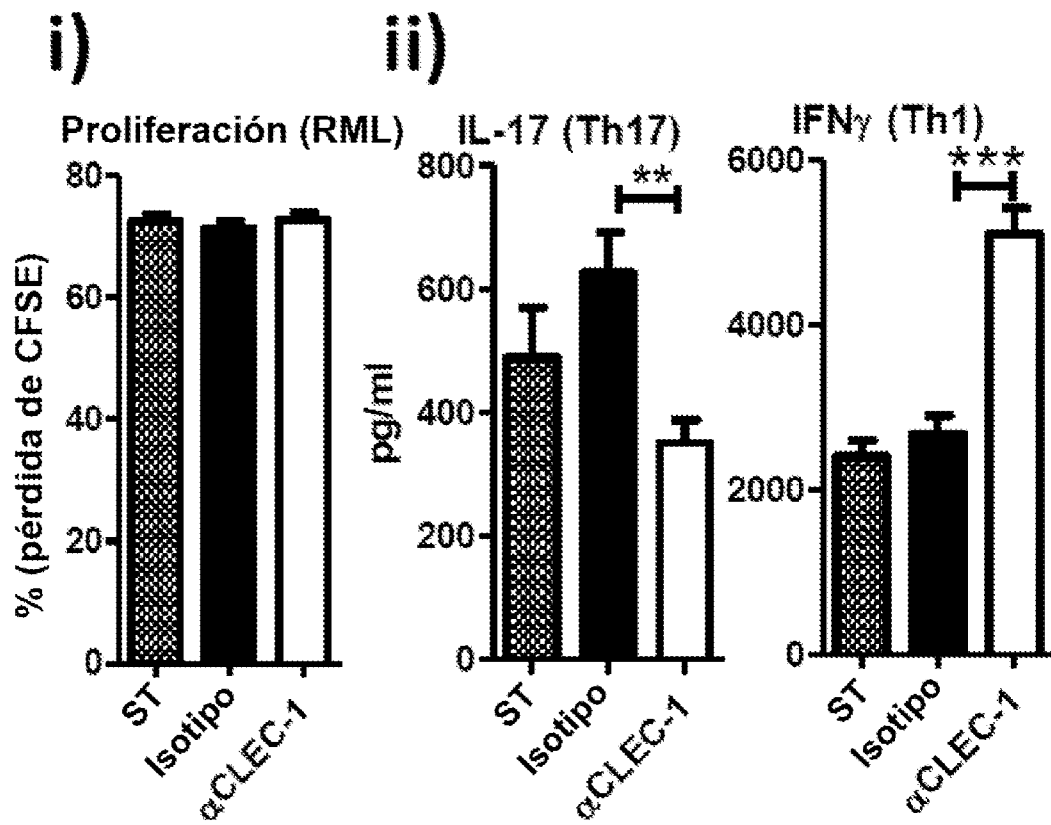 i)
Proliferación (RML)
% (pérdida de CFSE)
80
60
40
20
0
ST
Isotipo
αCLEC-1
ii)
IL-17 (Th17)
pg/ml
800
600
400
200
0
**
ST
Isotipo
αCLEC-1
IFNγ (Th1)
6000
4000
2000
0
***
ST
Isotipo
αCLEC-1